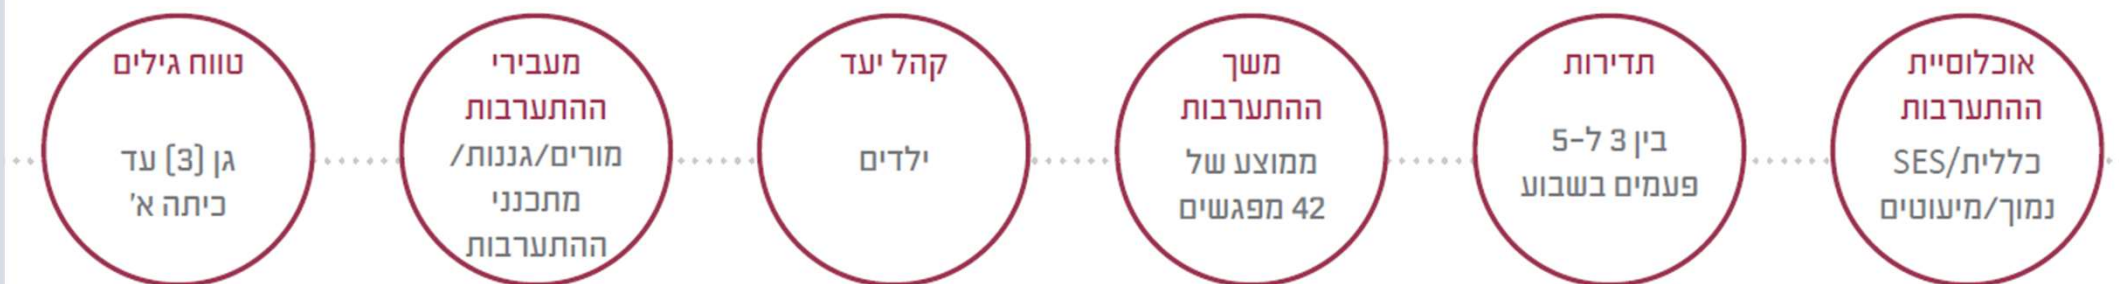 אוכלוסיית
ההתערבות
כללית/SES
נמוך/מיעוטים
תדירות
בין 3 ל-5
פעמים בשבוע
משך
ההתערבות
ממוצע של
42 מפגשים
קהל יעד
ילדים
מעבירי
ההתערבות
מורים/גננות/
מתכנני
ההתערבות
טווח גילים
גן (3) עד
כיתה א'